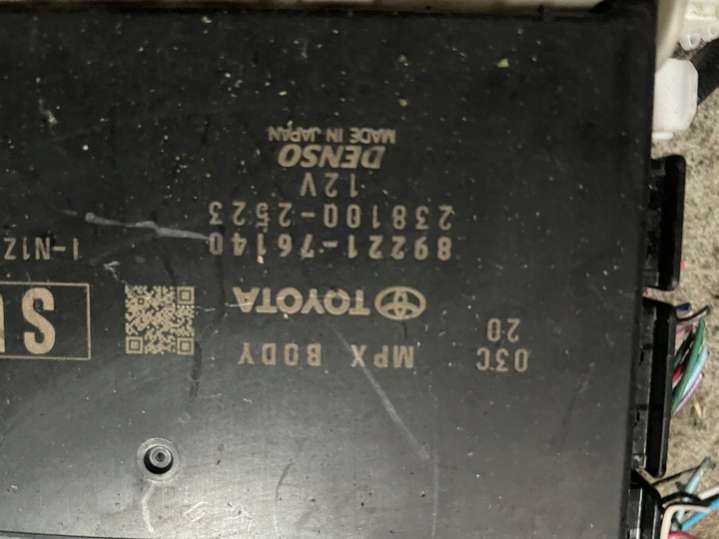 03C
20
MPX BODY
TOYOTA
89221-76140
238100-2523
12V
DENSO
MADE IN JAPAN